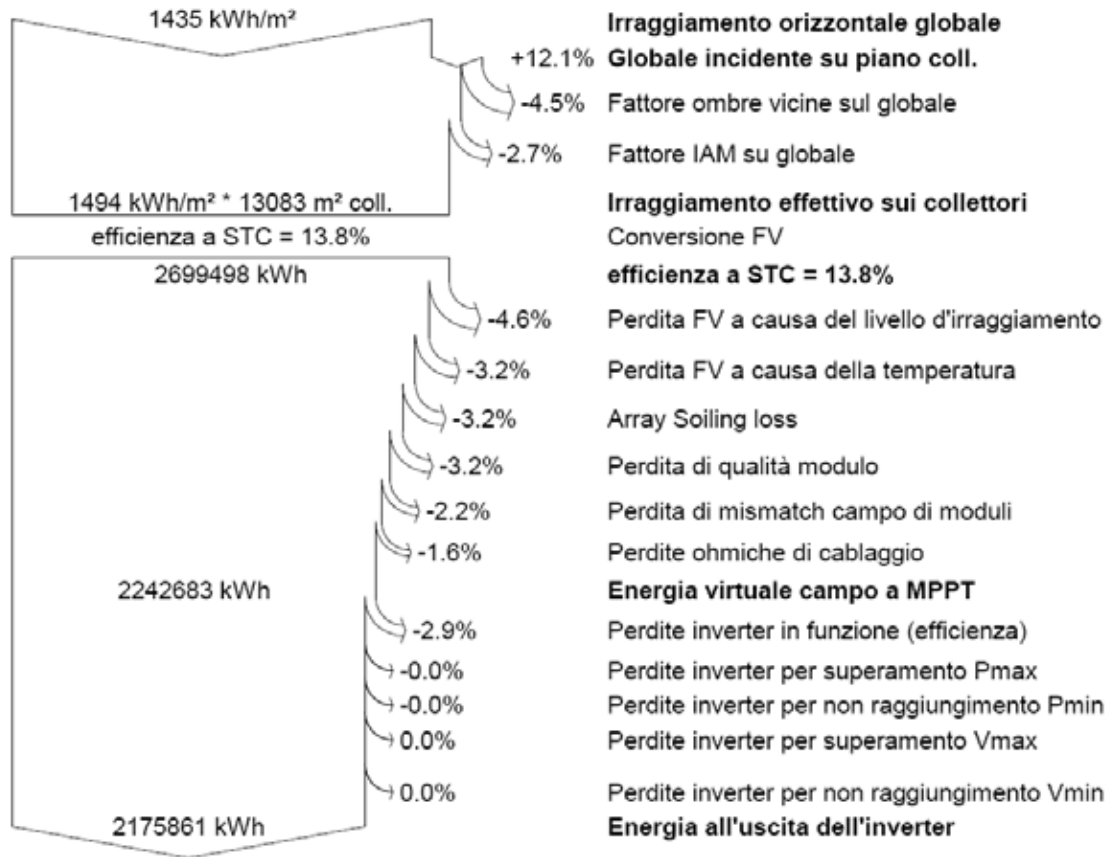 1435 kWh/m² Irraggiamento orizzontale globale
+12.1% Globale incidente su piano coll.
-4.5% Fattore ombre vicine sul globale
-2.7% Fattore IAM su globale
1494 kWh/m² * 13083 m² coll. Irraggiamento effettivo sui collettori
efficienza a STC = 13.8% Conversione FV
2699498 kWh efficienza a STC = 13.8%
-4.6% Perdita FV a causa del livello d'irraggiamento
-3.2% Perdita FV a causa della temperatura
-3.2% Array Soiling loss
-3.2% Perdita di qualità modulo
-2.2% Perdita di mismatch campo di moduli
-1.6% Perdite ohmiche di cablaggio
2242683 kWh Energia virtuale campo a MPPT
-2.9% Perdite inverter in funzione (efficienza)
-0.0% Perdite inverter per superamento Pmax
-0.0% Perdite inverter per non raggiungimento Pmin
0.0% Perdite inverter per superamento Vmax
0.0% Perdite inverter per non raggiungimento Vmin
2175861 kWh Energia all'uscita dell'inverter